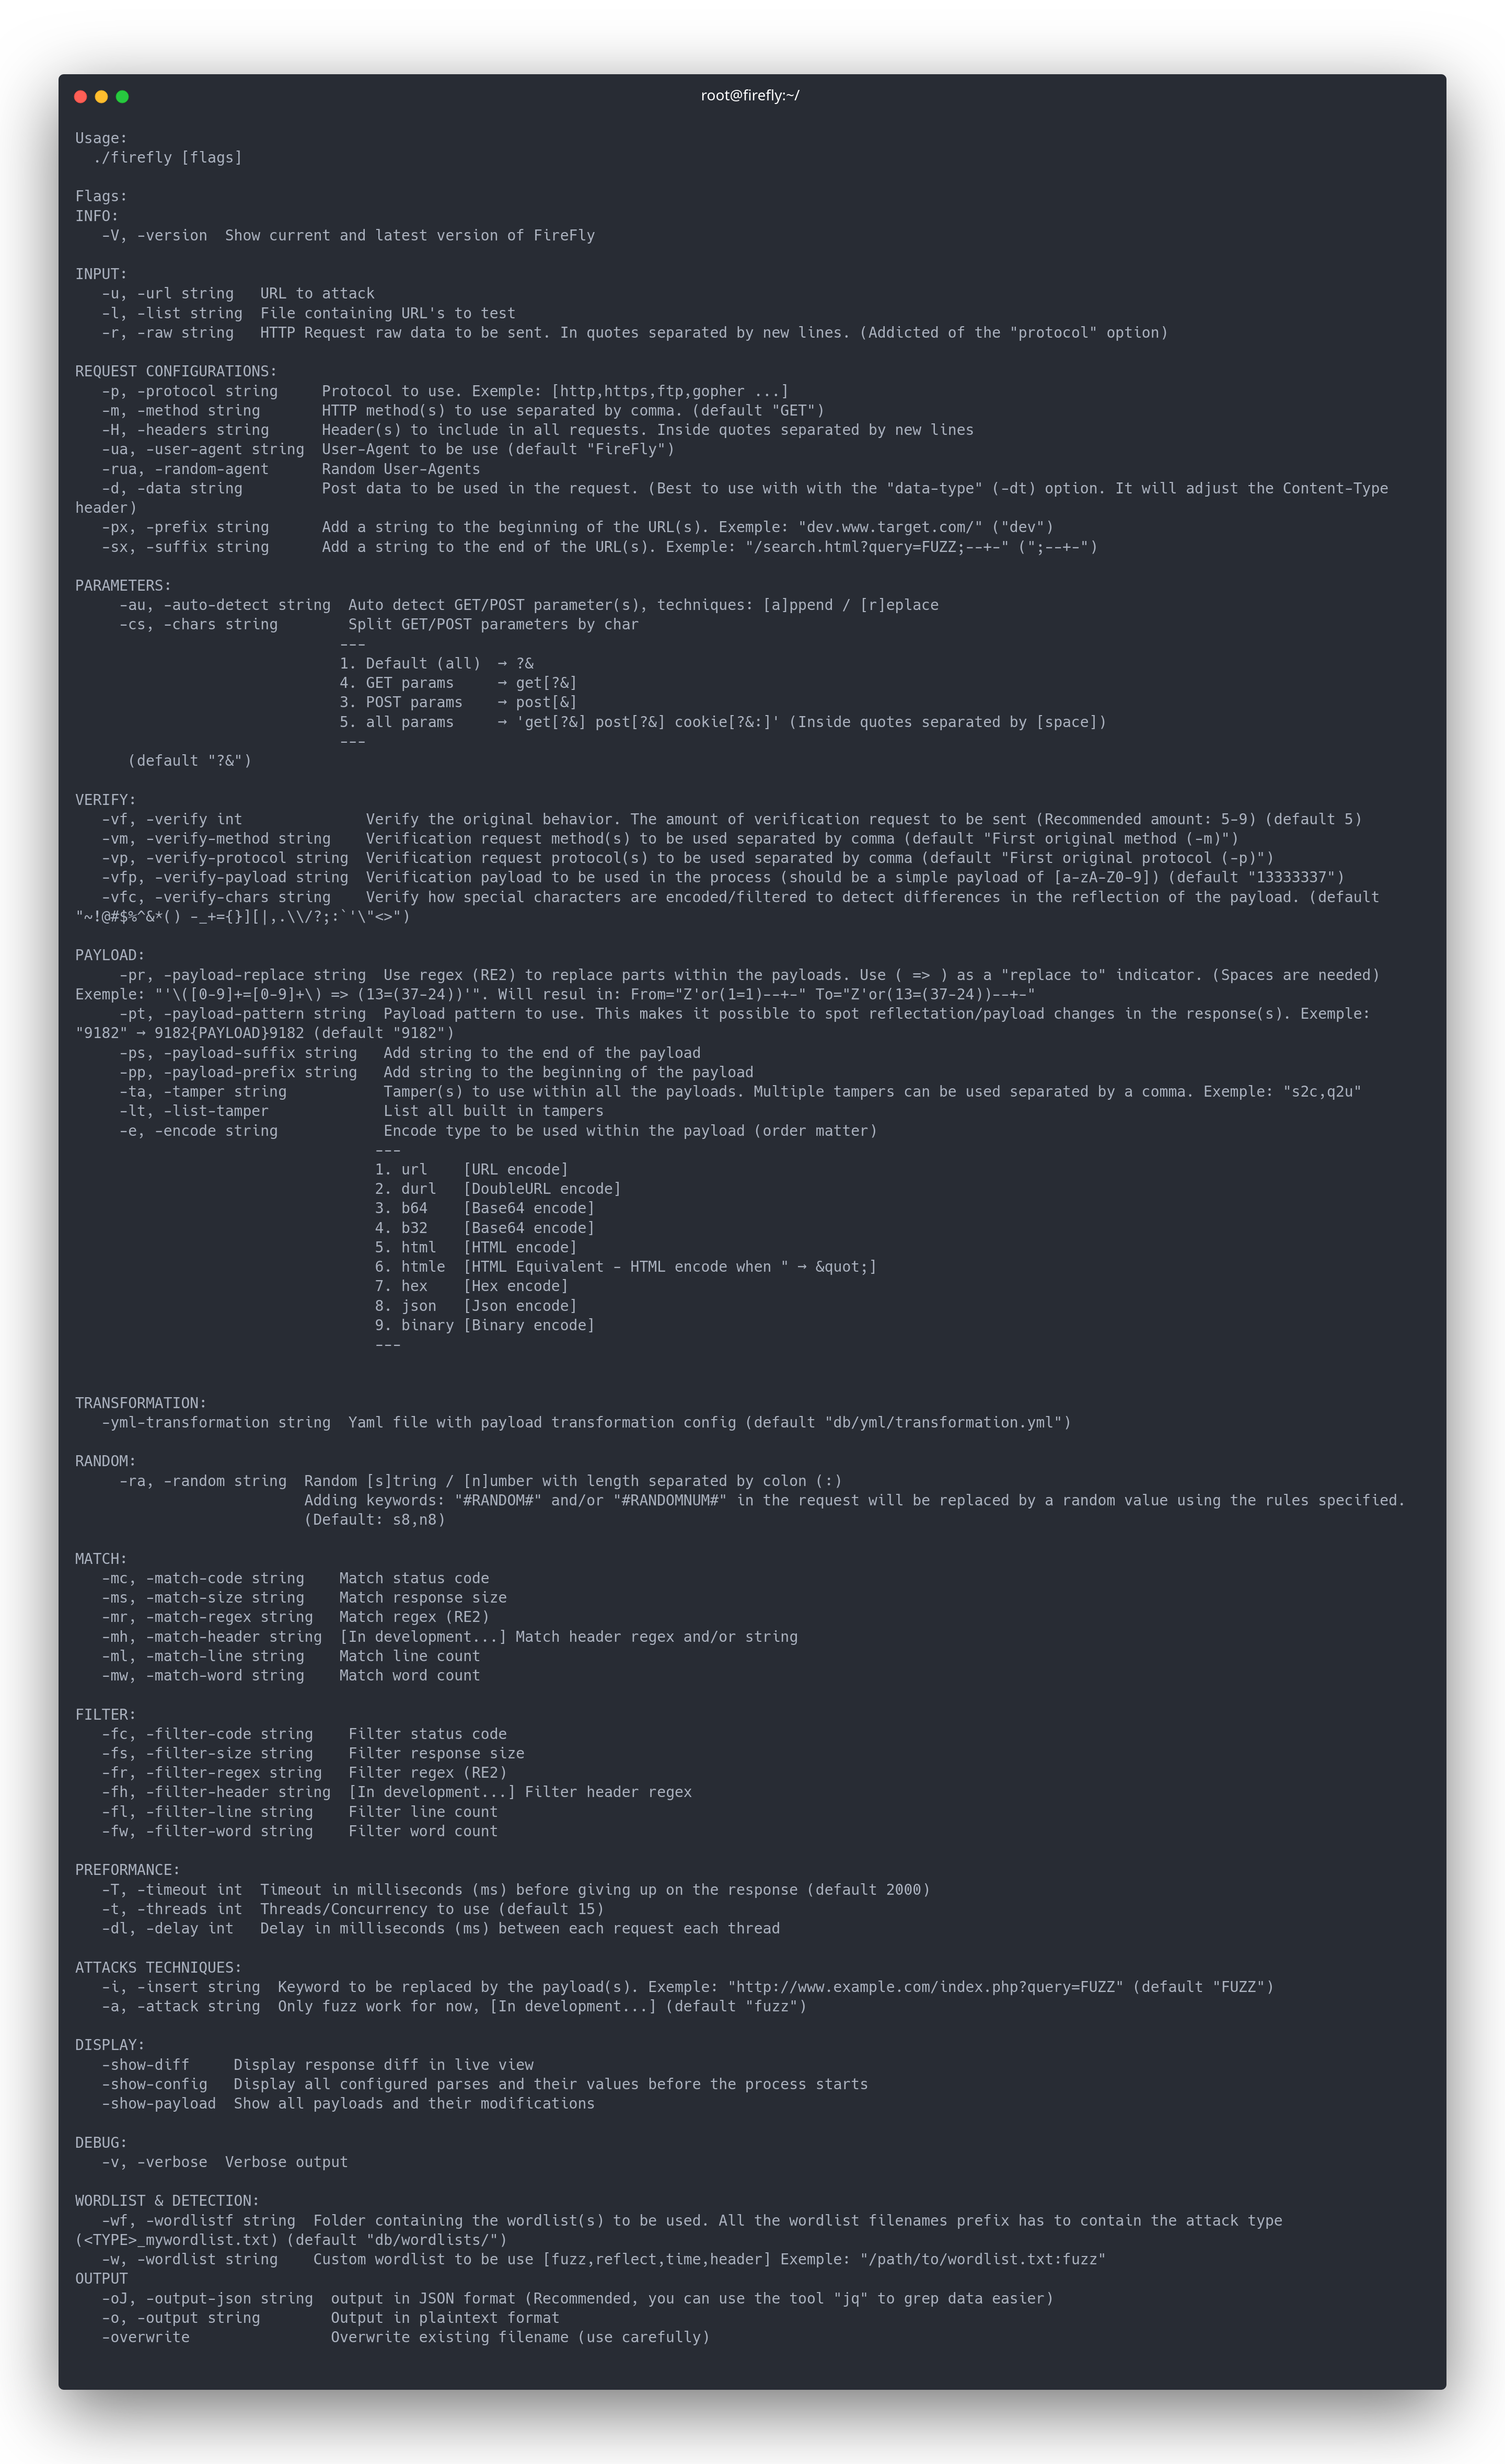 root@firefly:~/
Usage:
  ./firefly [flags]

Flags:
INFO:
   -V, -version  Show current and latest version of FireFly

INPUT:
   -u, -url string   URL to attack
   -l, -list string  File containing URL's to test
   -r, -raw string   HTTP Request raw data to be sent. In quotes separated by new lines. (Addicted of the "protocol" option)

REQUEST CONFIGURATIONS:
   -p, -protocol string     Protocol to use. Exemple: [http,https,ftp,gopher ...]
   -m, -method string       HTTP method(s) to use separated by comma. (default "GET")
   -H, -headers string      Header(s) to include in all requests. Inside quotes separated by new lines
   -ua, -user-agent string  User-Agent to be use (default "FireFly")
   -rua, -random-agent      Random User-Agents
   -d, -data string         Post data to be used in the request. (Best to use with with the "data-type" (-dt) option. It will adjust the Content-Type
header)
   -px, -prefix string      Add a string to the beginning of the URL(s). Exemple: "dev.www.target.com/" ("dev")
   -sx, -suffix string      Add a string to the end of the URL(s). Exemple: "/search.html?query=FUZZ;--+-" (";--+-")

PARAMETERS:
     -au, -auto-detect string  Auto detect GET/POST parameter(s), techniques: [a]ppend / [r]eplace
     -cs, -chars string        Split GET/POST parameters by char
                              ---
                              1. Default (all)  → ?&
                              4. GET params     → get[?&]
                              3. POST params    → post[&]
                              5. all params     → 'get[?&] post[?&] cookie[?&:]' (Inside quotes separated by [space])
                              ---
      (default "?&")

VERIFY:
   -vf, -verify int              Verify the original behavior. The amount of verification request to be sent (Recommended amount: 5-9) (default 5)
   -vm, -verify-method string    Verification request method(s) to be used separated by comma (default "First original method (-m)")
   -vp, -verify-protocol string  Verification request protocol(s) to be used separated by comma (default "First original protocol (-p)")
   -vfp, -verify-payload string  Verification payload to be used in the process (should be a simple payload of [a-zA-Z0-9]) (default "13333337")
   -vfc, -verify-chars string    Verify how special characters are encoded/filtered to detect differences in the reflection of the payload. (default
"~!@#$%^&*() -_+={}][|,.\\/?;:`'\"<>")

PAYLOAD:
     -pr, -payload-replace string  Use regex (RE2) to replace parts within the payloads. Use ( => ) as a "replace to" indicator. (Spaces are needed)
Exemple: "'\([0-9]+=[0-9]+\) => (13=(37-24))'". Will resul in: From="Z'or(1=1)--+-" To="Z'or(13=(37-24))--+-"
     -pt, -payload-pattern string  Payload pattern to use. This makes it possible to spot reflectation/payload changes in the response(s). Exemple:
"9182" → 9182{PAYLOAD}9182 (default "9182")
     -ps, -payload-suffix string   Add string to the end of the payload
     -pp, -payload-prefix string   Add string to the beginning of the payload
     -ta, -tamper string           Tamper(s) to use within all the payloads. Multiple tampers can be used separated by a comma. Exemple: "s2c,q2u"
     -lt, -list-tamper             List all built in tampers
     -e, -encode string            Encode type to be used within the payload (order matter)
                                  ---
                                  1. url    [URL encode]
                                  2. durl   [DoubleURL encode]
                                  3. b64    [Base64 encode]
                                  4. b32    [Base64 encode]
                                  5. html   [HTML encode]
                                  6. htmle  [HTML Equivalent - HTML encode when " → &quot;]
                                  7. hex    [Hex encode]
                                  8. json   [Json encode]
                                  9. binary [Binary encode]
                                  ---

TRANSFORMATION:
   -yml-transformation string  Yaml file with payload transformation config (default "db/yml/transformation.yml")

RANDOM:
     -ra, -random string  Random [s]tring / [n]umber with length separated by colon (:)
                          Adding keywords: "#RANDOM#" and/or "#RANDOMNUM#" in the request will be replaced by a random value using the rules specified.
                          (Default: s8,n8)

MATCH:
   -mc, -match-code string    Match status code
   -ms, -match-size string    Match response size
   -mr, -match-regex string   Match regex (RE2)
   -mh, -match-header string  [In development...] Match header regex and/or string
   -ml, -match-line string    Match line count
   -mw, -match-word string    Match word count

FILTER:
   -fc, -filter-code string    Filter status code
   -fs, -filter-size string    Filter response size
   -fr, -filter-regex string   Filter regex (RE2)
   -fh, -filter-header string  [In development...] Filter header regex
   -fl, -filter-line string    Filter line count
   -fw, -filter-word string    Filter word count

PREFORMANCE:
   -T, -timeout int  Timeout in milliseconds (ms) before giving up on the response (default 2000)
   -t, -threads int  Threads/Concurrency to use (default 15)
   -dl, -delay int   Delay in milliseconds (ms) between each request each thread

ATTACKS TECHNIQUES:
   -i, -insert string  Keyword to be replaced by the payload(s). Exemple: "http://www.example.com/index.php?query=FUZZ" (default "FUZZ")
   -a, -attack string  Only fuzz work for now, [In development...] (default "fuzz")

DISPLAY:
   -show-diff     Display response diff in live view
   -show-config   Display all configured parses and their values before the process starts
   -show-payload  Show all payloads and their modifications

DEBUG:
   -v, -verbose  Verbose output

WORDLIST & DETECTION:
   -wf, -wordlistf string  Folder containing the wordlist(s) to be used. All the wordlist filenames prefix has to contain the attack type
(<TYPE>_mywordlist.txt) (default "db/wordlists/")
   -w, -wordlist string    Custom wordlist to be use [fuzz,reflect,time,header] Exemple: "/path/to/wordlist.txt:fuzz"
OUTPUT
   -oJ, -output-json string  output in JSON format (Recommended, you can use the tool "jq" to grep data easier)
   -o, -output string        Output in plaintext format
   -overwrite                Overwrite existing filename (use carefully)